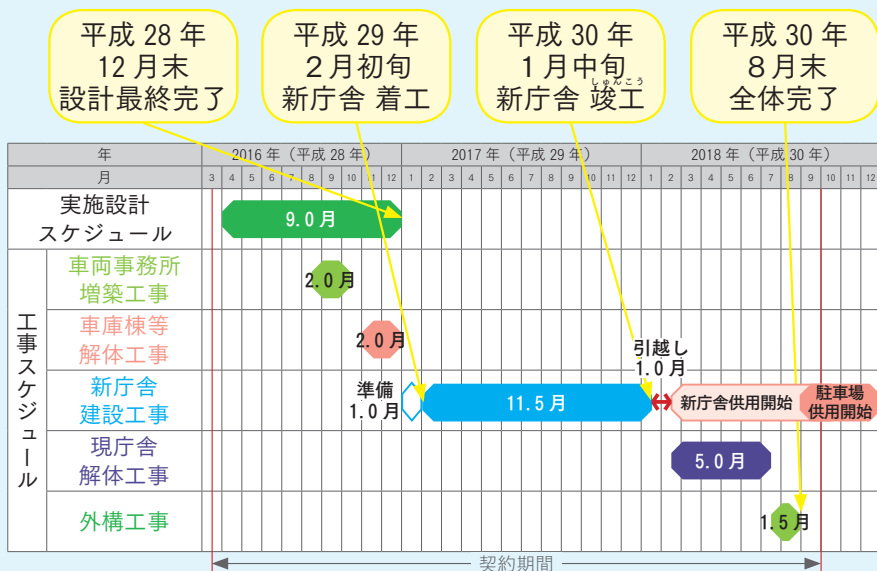 平成 28 年
12 月末
設計最終完了
平成 29 年
2月初旬
新庁舎 着工
平成 30 年
1月中旬
しゅんこう
新庁舎 竣工
平成 30 年
8月末
全体完了
年
2016 年（平成 28 年）
2017 年（平成 29 年）
2018 年（平成 30 年）
月
3 4 5 6 7 8 9 10 11 12 1 2 3 4 5 6 7 8 9 10 11 12 1 2 3 4 5 6 7 8 9 10 11 12
実施設計
スケジュール
9.0 月
工事スケジュール
車両事務所
増築工事
2.0 月
車庫棟等
解体工事
2.0 月
新庁舎
建設工事
準備
1.0 月
11.5 月
引越し
1.0 月
新庁舎供用開始
駐車場
供用開始
現庁舎
解体工事
5.0 月
外構工事
1.5 月
契約期間